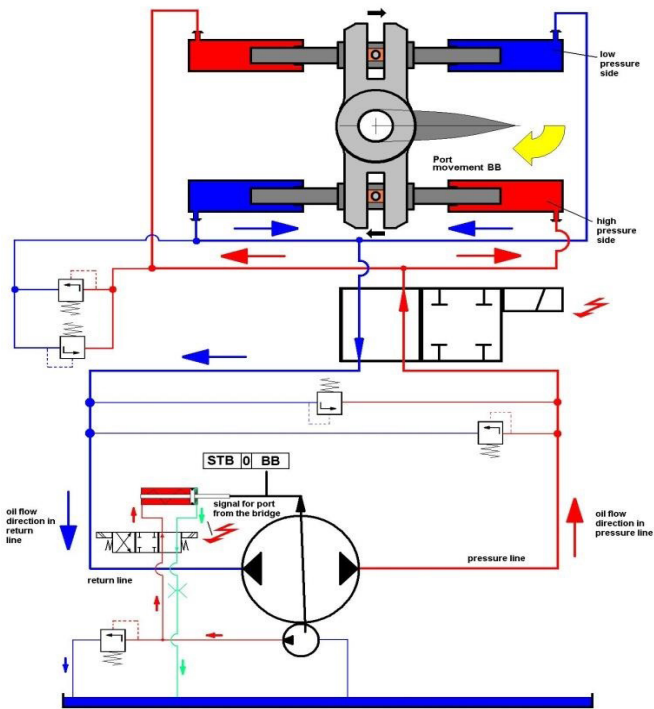 low
pressure
side
Port
movement BB
high
pressure
side
STB 0 BB
signal for port
from the bridge
oil flow
direction in
return
line
oil flow
direction in
pressure line
pressure line
return line